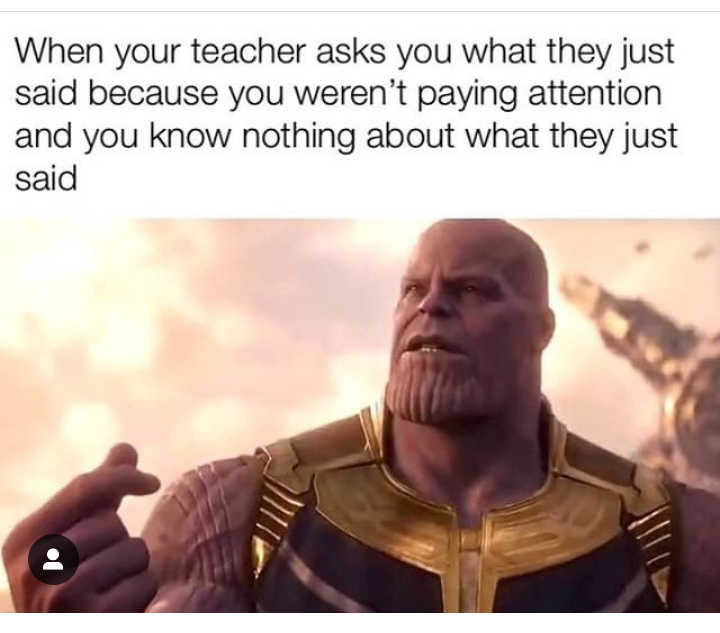 When your teacher asks you what they just
said because you weren’t paying attention
and you know nothing about what they just
said